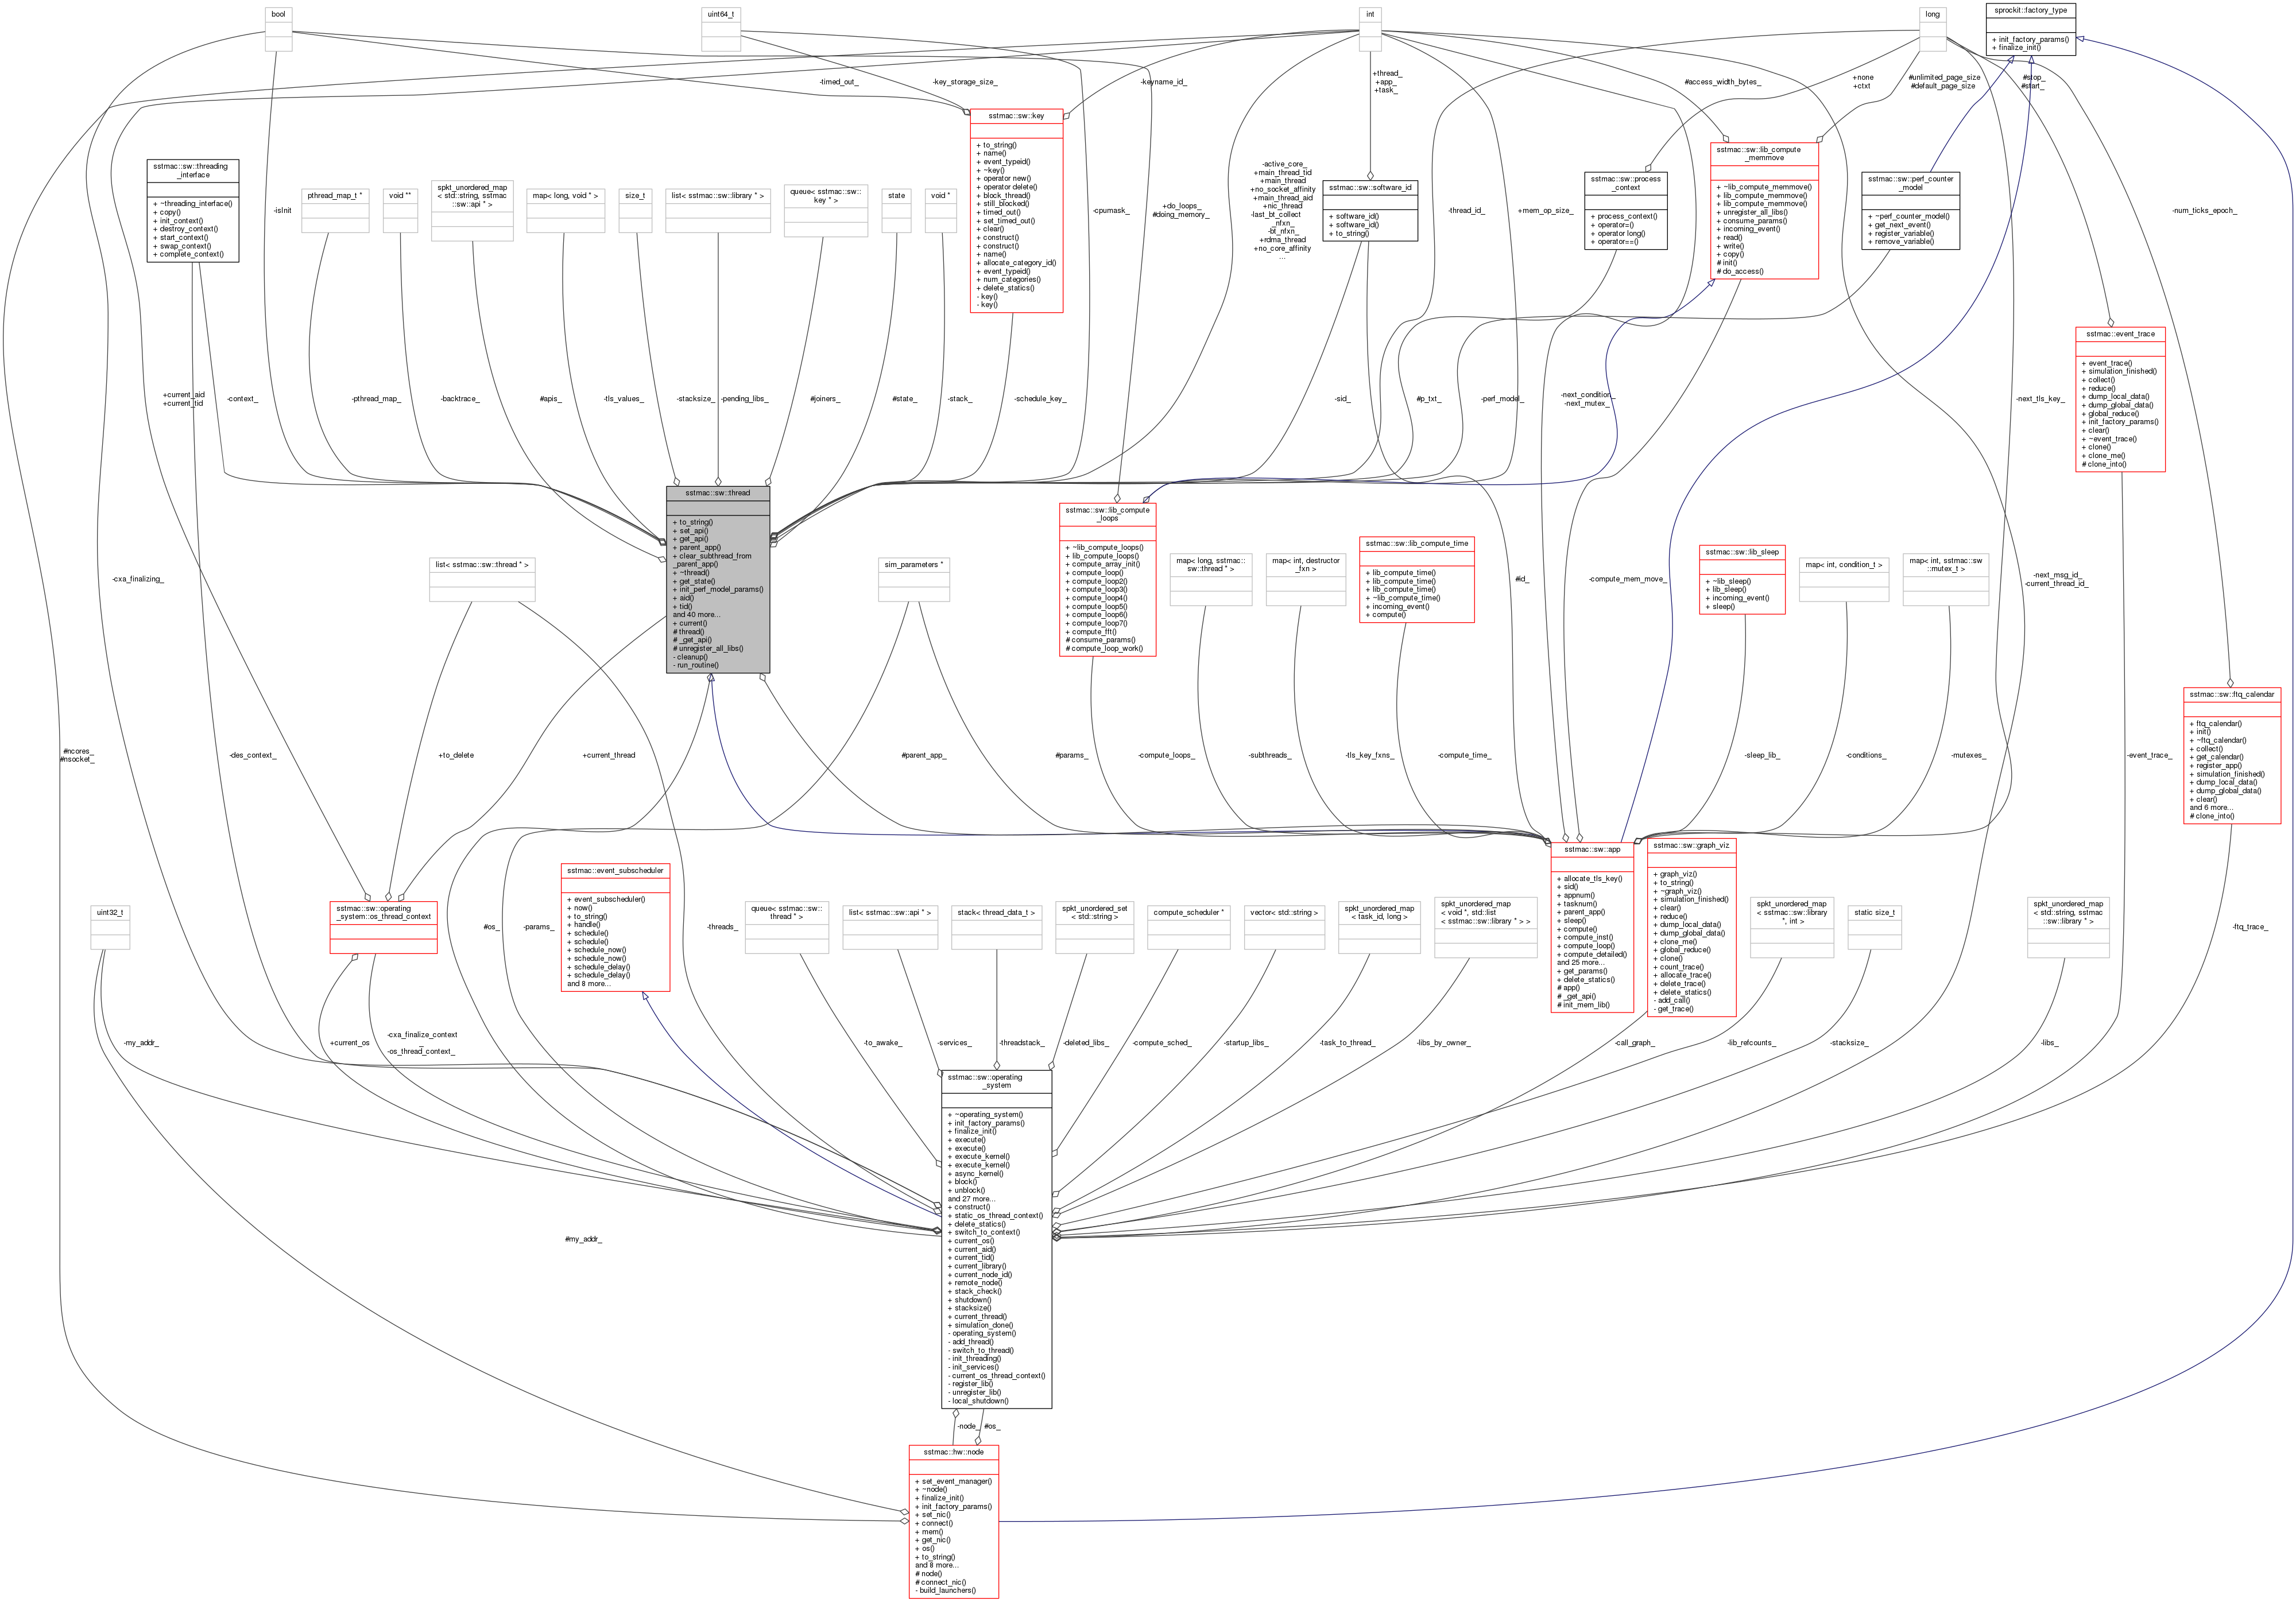 bool
uint64_t
int
long
sprockit::factory_type
+ init_factory_params()
+ finalize_init()
-timed_out_
-key_storage_size_
-keyname_id_
+thread_
+app_
+task_
#access_width_bytes_
+none
+ctxt
#unlimited_page_size
#default_page_size
#stop_
#start_
sstmac::sw::threading
_interface
+ ~threading_interface()
+ copy()
+ init_context()
+ destroy_context()
+ start_context()
+ swap_context()
+ complete_context()
-isInit
pthread_map_t *
void **
spkt_unordered_map
< std::string, sstmac
::sw::api * >
map< long, void * >
size_t
list< sstmac::sw::library * >
queue< sstmac::sw::
key * >
state
void *
sstmac::sw::key
+ to_string()
+ name()
+ event_typeid()
+ ~key()
+ operator new()
+ operator delete()
+ block_thread()
+ still_blocked()
+ timed_out()
+ set_timed_out()
+ clear()
+ construct()
+ construct()
+ name()
+ allocate_category_id()
+ event_typeid()
+ num_categories()
+ delete_statics()
- key()
- key()
-cpumask_
+do_loops_
#doing_memory_
-active_core_
+main_thread_tid
+main_thread
+no_socket_affinity
+main_thread_aid
+nic_thread
-last_bt_collect
_nfxn_
-bt_nfxn_
+rdma_thread
+no_core_affinity
...
sstmac::sw::software_id
+ software_id()
+ software_id()
+ to_string()
-thread_id_
+mem_op_size_
sstmac::sw::process
_context
+ process_context()
+ operator=()
+ operator long()
+ operator==()
sstmac::sw::lib_compute
_memmove
+ ~lib_compute_memmove()
+ lib_compute_memmove()
+ lib_compute_memmove()
+ unregister_all_libs()
+ consume_params()
+ incoming_event()
+ read()
+ write()
+ copy()
# init()
# do_access()
sstmac::sw::perf_counter
_model
+ ~perf_counter_model()
+ get_next_event()
+ register_variable()
+ remove_variable()
-num_ticks_epoch_
sstmac::event_trace
+ event_trace()
+ simulation_finished()
+ collect()
+ reduce()
+ dump_local_data()
+ dump_global_data()
+ global_reduce()
+ init_factory_params()
+ clear()
+ ~event_trace()
+ clone()
+ clone_me()
# clone_into()
+current_aid
+current_tid
-context_
-pthread_map_
-backtrace_
#apis_
-tls_values_
-stacksize_
-pending_libs_
#joiners_
#state_
-stack_
-schedule_key_
-sid_
#p_txt_
-perf_model_
-next_condition_
-next_mutex_
-next_tls_key_
sstmac::sw::thread
+ to_string()
+ set_api()
+ get_api()
+ parent_app()
+ clear_subthread_from
_parent_app()
+ ~thread()
+ get_state()
+ init_perf_model_params()
+ aid()
+ tid()
and 40 more...
+ current()
# thread()
# _get_api()
# unregister_all_libs()
- cleanup()
- run_routine()
-cxa_finalizing_
list< sstmac::sw::thread * >
sim_parameters *
sstmac::sw::lib_compute
_loops
+ ~lib_compute_loops()
+ lib_compute_loops()
+ compute_array_init()
+ compute_loop()
+ compute_loop2()
+ compute_loop3()
+ compute_loop4()
+ compute_loop5()
+ compute_loop6()
+ compute_loop7()
+ compute_fft()
# consume_params()
# compute_loop_work()
map< long, sstmac::
sw::thread * >
map< int, destructor
_fxn >
sstmac::sw::lib_compute_time
+ lib_compute_time()
+ lib_compute_time()
+ ~lib_compute_time()
+ incoming_event()
+ compute()
#id_
-compute_mem_move_
sstmac::sw::lib_sleep
+ ~lib_sleep()
+ lib_sleep()
+ incoming_event()
+ sleep()
map< int, condition_t >
map< int, sstmac::sw
::mutex_t >
-next_msg_id_
-current_thread_id_
sstmac::sw::ftq_calendar
+ ftq_calendar()
+ init()
+ ~ftq_calendar()
+ collect()
+ get_calendar()
+ register_app()
+ simulation_finished()
+ dump_local_data()
+ dump_global_data()
+ clear()
and 6 more...
# clone_into()
#ncores_
#nsocket_
-des_context_
+to_delete
+current_thread
#parent_app_
#params_
-compute_loops_
-subthreads_
-tls_key_fxns_
-compute_time_
-sleep_lib_
-conditions_
-mutexes_
-event_trace_
uint32_t
sstmac::sw::operating
_system::os_thread_context
#os_
-params_
sstmac::event_subscheduler
+ event_subscheduler()
+ now()
+ to_string()
+ handle()
+ schedule()
+ schedule()
+ schedule_now()
+ schedule_now()
+ schedule_delay()
+ schedule_delay()
and 8 more...
-threads_
queue< sstmac::sw::
thread * >
list< sstmac::sw::api * >
stack< thread_data_t >
spkt_unordered_set
< std::string >
compute_scheduler *
vector< std::string >
spkt_unordered_map
< task_id, long >
spkt_unordered_map
< void *, std::list
< sstmac::sw::library * > >
sstmac::sw::app
+ allocate_tls_key()
+ sid()
+ appnum()
+ tasknum()
+ parent_app()
+ sleep()
+ compute()
+ compute_inst()
+ compute_loop()
+ compute_detailed()
and 25 more...
+ get_params()
+ delete_statics()
# app()
# _get_api()
# init_mem_lib()
sstmac::sw::graph_viz
+ graph_viz()
+ to_string()
+ ~graph_viz()
+ simulation_finished()
+ clear()
+ reduce()
+ dump_local_data()
+ dump_global_data()
+ clone_me()
+ global_reduce()
+ clone()
+ count_trace()
+ allocate_trace()
+ delete_trace()
+ delete_statics()
- add_call()
- get_trace()
spkt_unordered_map
< sstmac::sw::library
*, int >
static size_t
spkt_unordered_map
< std::string, sstmac
::sw::library * >
-ftq_trace_
-my_addr_
+current_os
-cxa_finalize_context
_
-os_thread_context_
-to_awake_
-services_
-threadstack_
-deleted_libs_
-compute_sched_
-startup_libs_
-task_to_thread_
-libs_by_owner_
-call_graph_
-lib_refcounts_
-stacksize_
-libs_
sstmac::sw::operating
_system
+ ~operating_system()
+ init_factory_params()
+ finalize_init()
+ execute()
+ execute()
+ execute_kernel()
+ execute_kernel()
+ async_kernel()
+ block()
+ unblock()
and 27 more...
+ construct()
+ static_os_thread_context()
+ delete_statics()
+ switch_to_context()
+ current_os()
+ current_aid()
+ current_tid()
+ current_library()
+ current_node_id()
+ remote_node()
+ stack_check()
+ shutdown()
+ stacksize()
+ current_thread()
+ simulation_done()
- operating_system()
- add_thread()
- switch_to_thread()
- init_threading()
- init_services()
- current_os_thread_context()
- register_lib()
- unregister_lib()
- local_shutdown()
#my_addr_
-node_
#os_
sstmac::hw::node
+ set_event_manager()
+ ~node()
+ finalize_init()
+ init_factory_params()
+ set_nic()
+ connect()
+ mem()
+ get_nic()
+ os()
+ to_string()
and 8 more...
# node()
# connect_nic()
- build_launchers()